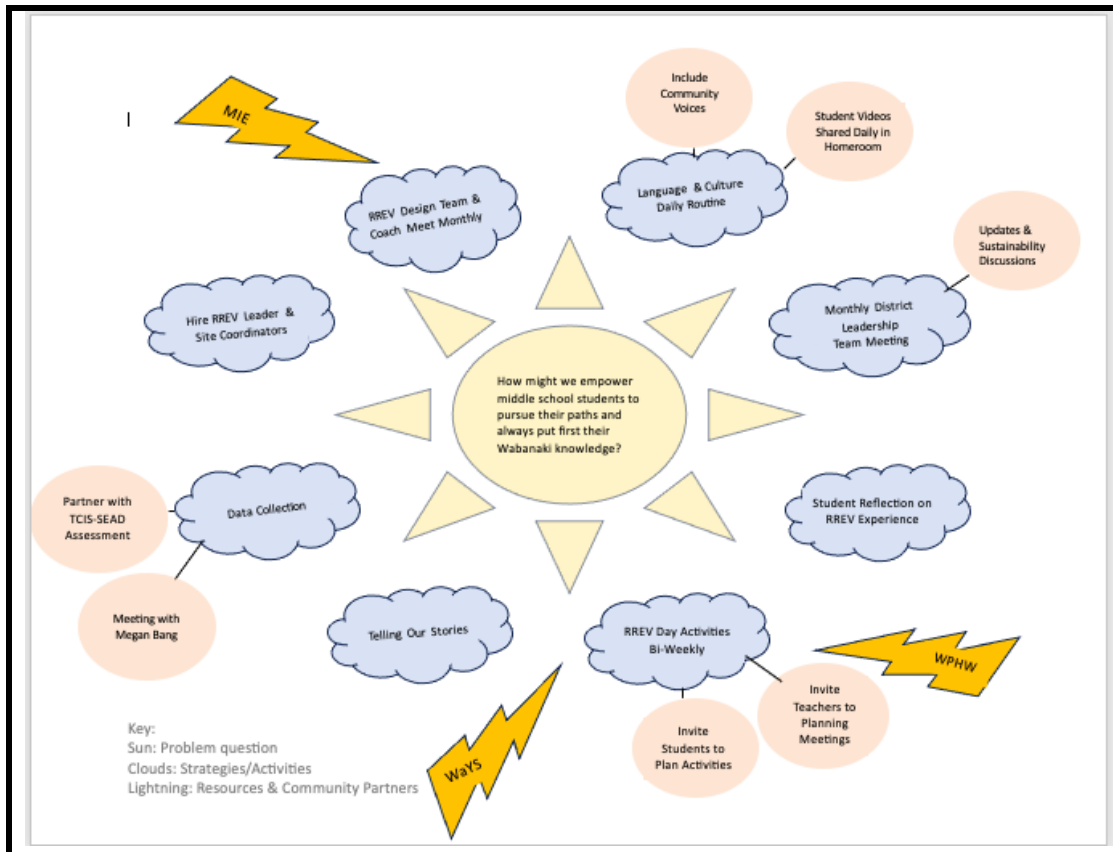 MIE
Include
Community
Voices
Student Videos
Shared Daily in
Homeroom
RREV Design Team &
Coach Meet Monthly
Language & Culture
Daily Routine
Updates &
Sustainability
Discussions
Hire RREV Leader &
Site Coordinators
Monthly District
Leadership
Team Meeting
How might we empower
middle school students to
pursue their paths and
always put first their
Wabanaki knowledge?
Partner with
TCIS-SEAD
Assessment
Data Collection
Student Reflection on
RREV Experience
Meeting with
Megan Bang
Telling Our Stories
RREV Day Activities
Bi-Weekly
WPHW
Invite
Teachers to
Planning
Meetings
Invite
Students to
Plan Activities
WaYS
Key:
Sun: Problem question
Clouds: Strategies/Activities
Lightning: Resources & Community Partners